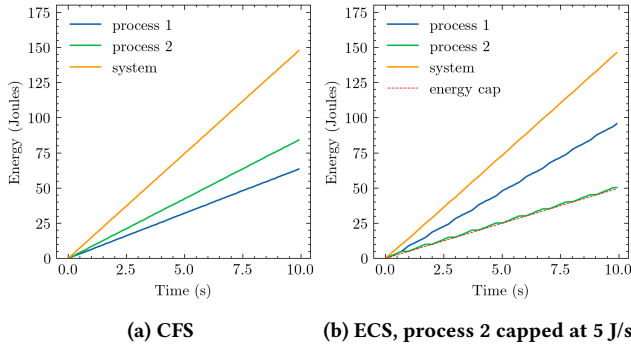 175
150
125
100
75
50
25
0
Energy (Joules)
process 1
process 2
system
0.0 2.5 5.0 7.5 10.0
Time (s)
(a) CFS
175
150
125
100
75
50
25
0
Energy (Joules)
process 1
process 2
system
energy cap
0.0 2.5 5.0 7.5 10.0
Time (s)
(b) ECS, process 2 capped at 5 J/s